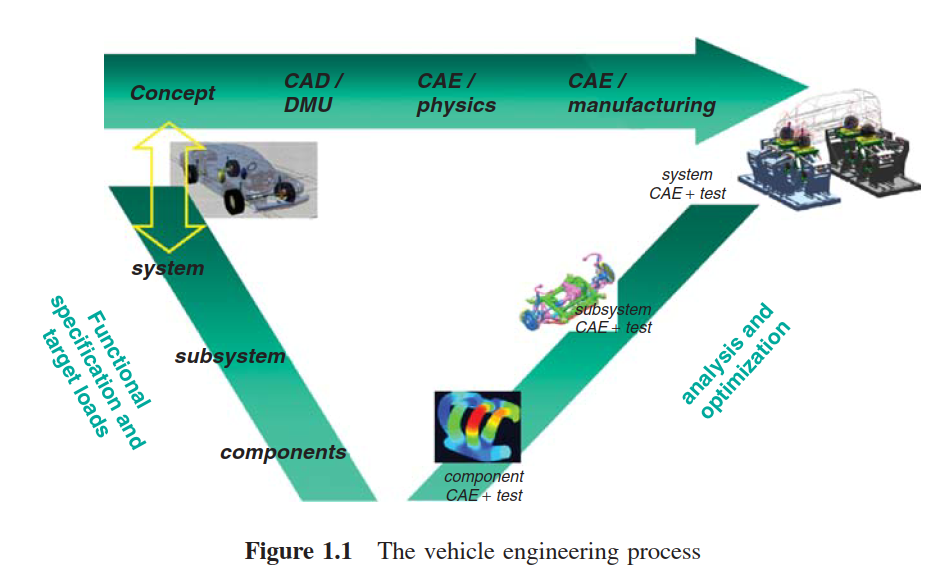 Concept
CAD /
DMU
CAE /
physics
CAE /
manufacturing
system
CAE + test
system
subsystem
CAE + test
Functional
specification and
target loads
subsystem
analysis and
optimization
components
component
CAE + test
Figure 1.1 The vehicle engineering process